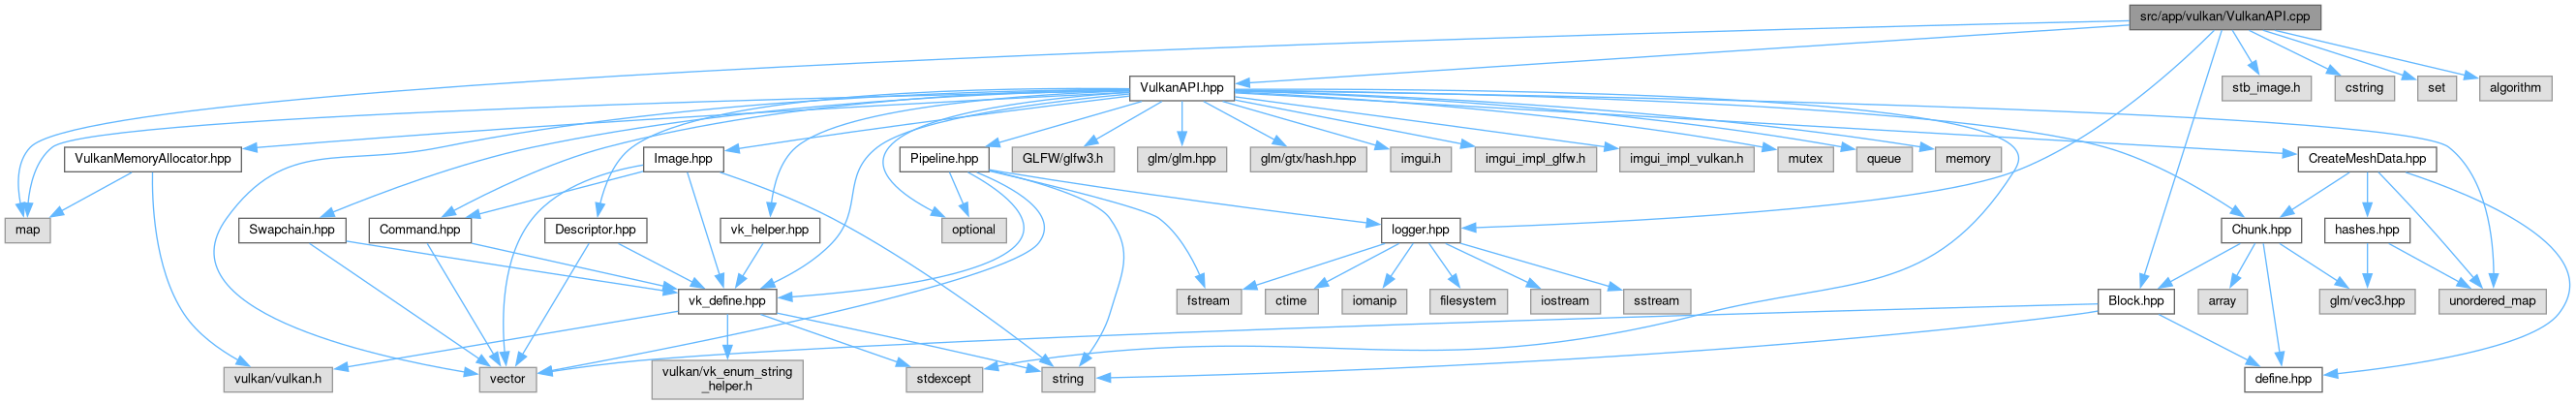 src/app/vulkan/VulkanAPI.cpp
VulkanAPI.hpp
stb_image.h
cstring
set
algorithm
VulkanMemoryAllocator.hpp
Image.hpp
Pipeline.hpp
GLFW/glfw3.h
glm/glm.hpp
glm/gtx/hash.hpp
imgui.h
imgui_impl_glfw.h
imgui_impl_vulkan.h
mutex
queue
memory
CreateMeshData.hpp
map
Swapchain.hpp
Command.hpp
Descriptor.hpp
vk_helper.hpp
optional
logger.hpp
Chunk.hpp
hashes.hpp
vk_define.hpp
fstream
ctime
iomanip
filesystem
iostream
sstream
Block.hpp
array
glm/vec3.hpp
unordered_map
vulkan/vulkan.h
vector
vulkan/vk_enum_string
_helper.h
stdexcept
string
define.hpp